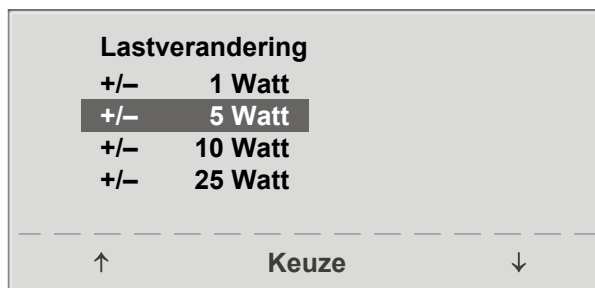 Lastverandering
+/– 1 Watt
+/– 5 Watt
+/– 10 Watt
+/– 25 Watt
↑ Keuze ↓